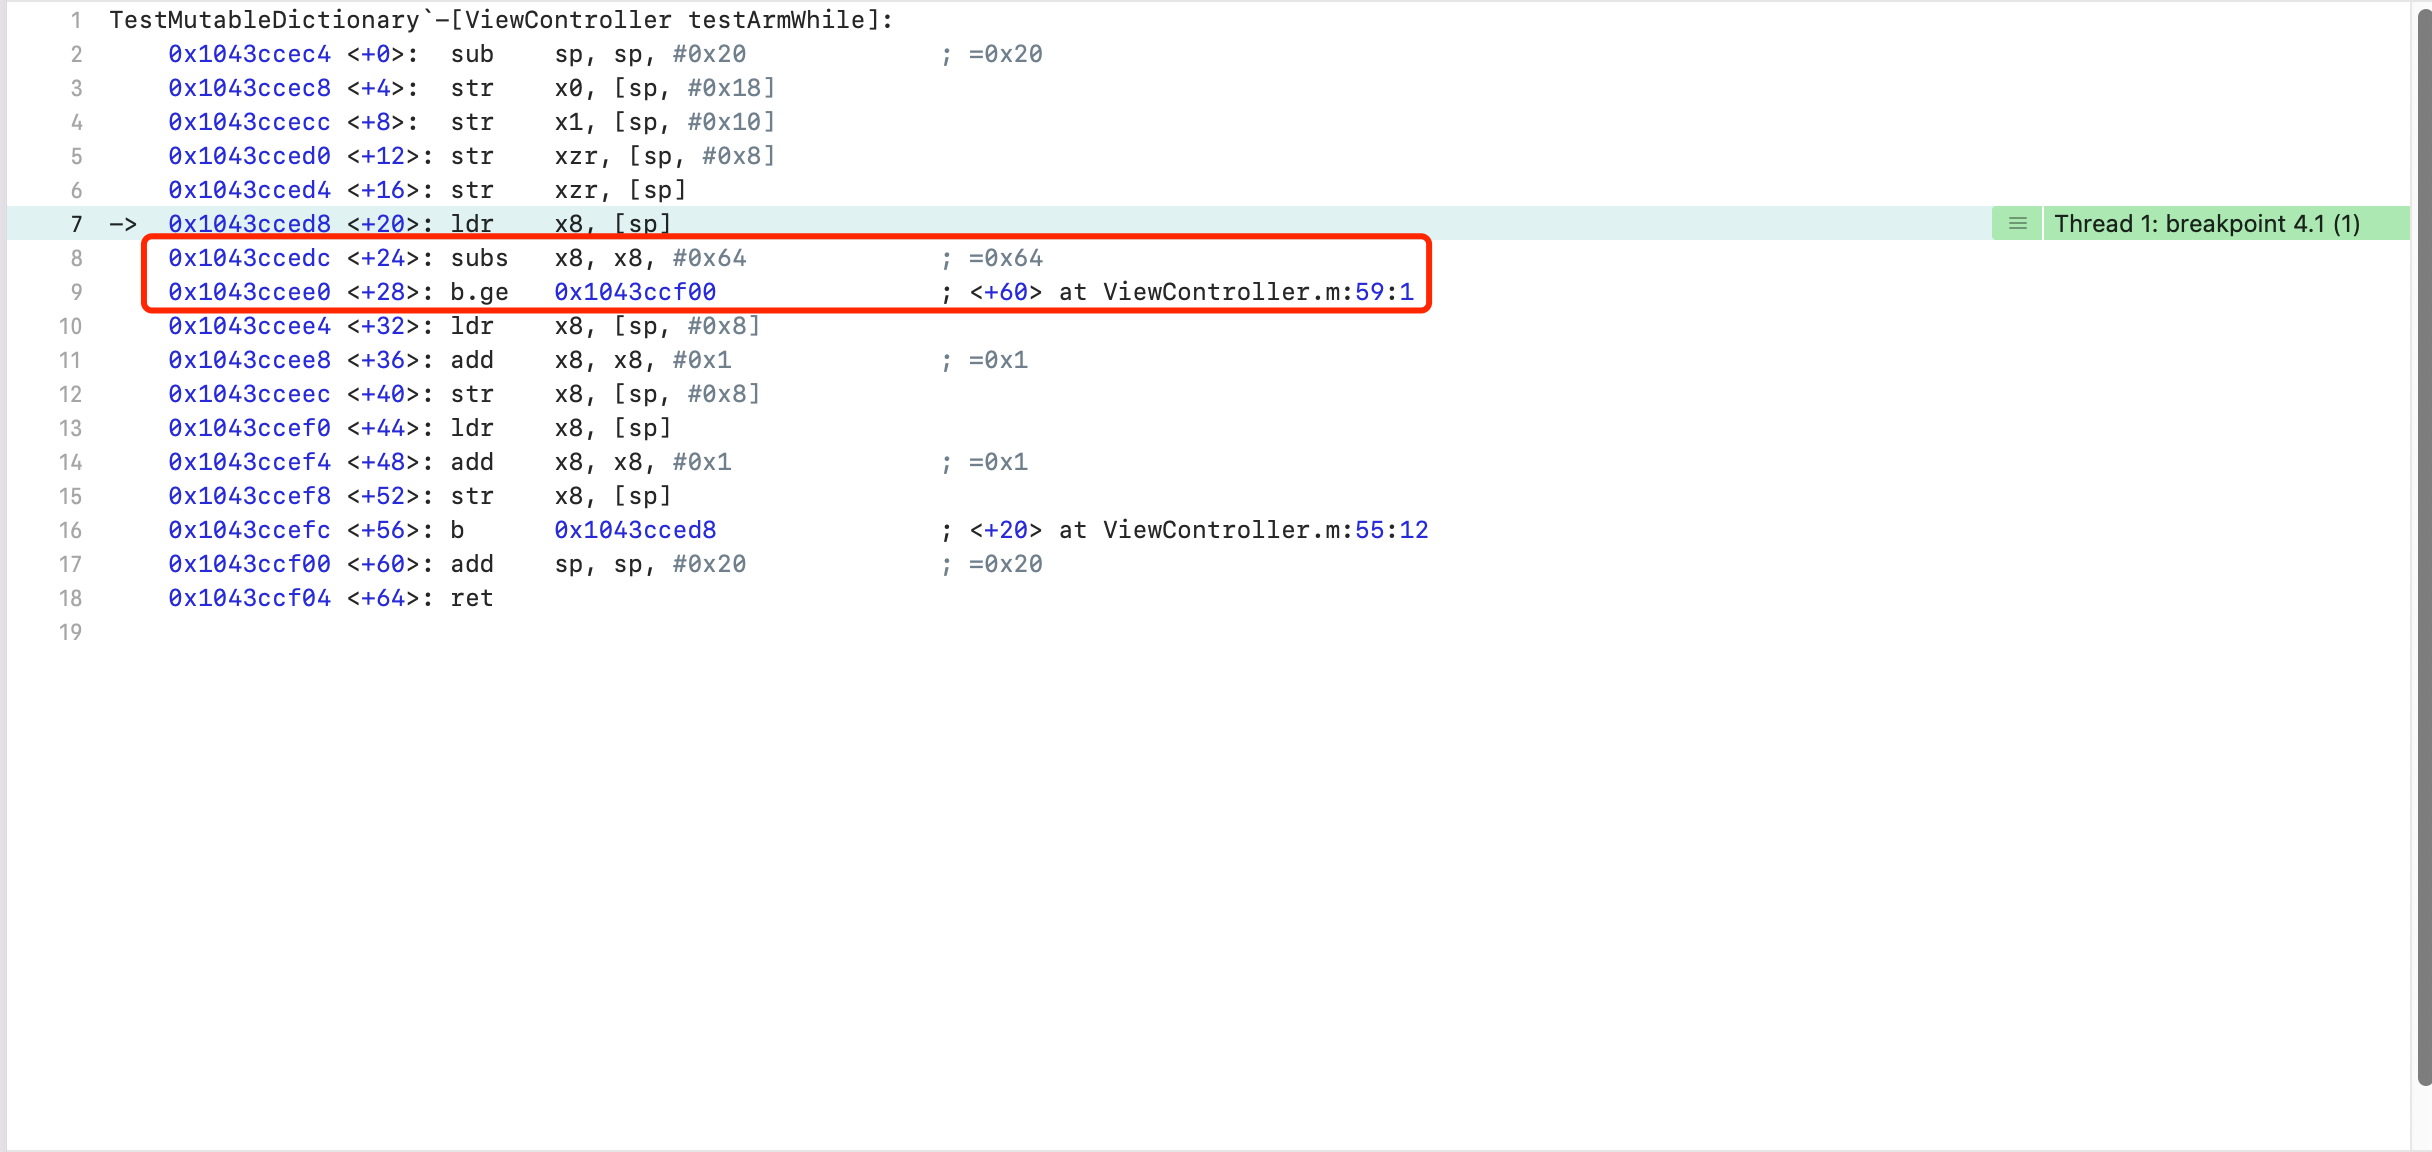 1 TestMutableDictionary`-[ViewController testArmWhile]:
2 0x1043ccec4 <+0>: sub sp, sp, #0x20 ; =0x20
3 0x1043ccec8 <+4>: str x0, [sp, #0x18]
4 0x1043ccecc <+8>: str x1, [sp, #0x10]
5 0x1043cced0 <+12>: str xzr, [sp, #0x8]
6 0x1043cced4 <+16>: str xzr, [sp]
7 -> 0x1043cced8 <+20>: ldr x8, [sp] Thread 1: breakpoint 4.1 (1)
8 0x1043ccedc <+24>: subs x8, x8, #0x64 ; =0x64
9 0x1043ccee0 <+28>: b.ge 0x1043ccf00 ; <+60> at ViewController.m:59:1
10 0x1043ccee4 <+32>: ldr x8, [sp, #0x8]
11 0x1043ccee8 <+36>: add x8, x8, #0x1 ; =0x1
12 0x1043cceec <+40>: str x8, [sp, #0x8]
13 0x1043ccef0 <+44>: ldr x8, [sp]
14 0x1043ccef4 <+48>: add x8, x8, #0x1 ; =0x1
15 0x1043ccef8 <+52>: str x8, [sp]
16 0x1043ccefc <+56>: b 0x1043cced8 ; <+20> at ViewController.m:55:12
17 0x1043ccf00 <+60>: add sp, sp, #0x20 ; =0x20
18 0x1043ccf04 <+64>: ret
19